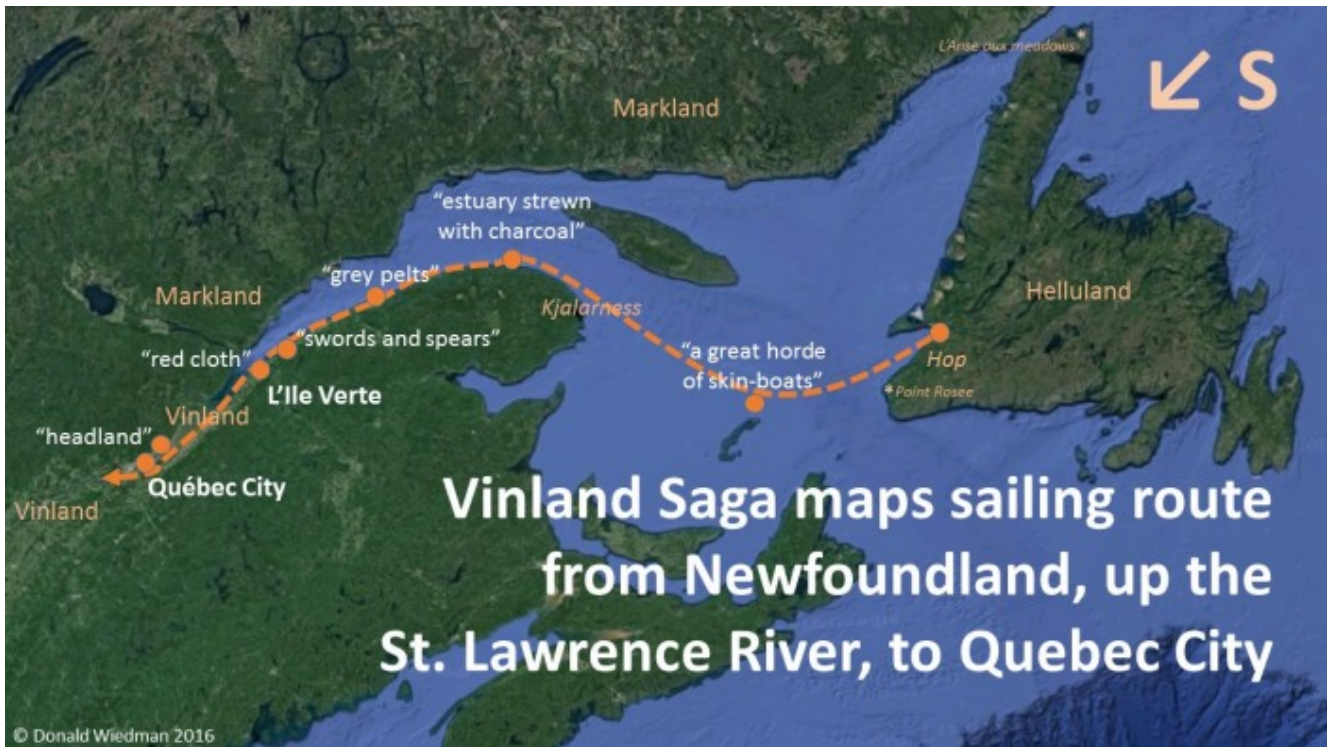 L'Anse aux meadows *
↙ S
Markland
"estuary strewn
with charcoal"
"grey pelts"
Markland
Kjalarness
Helluland
"swords and spears"
"red cloth"
"a great horde
of skin-boats"
Hop
L'Ile Verte
* Point Rosee
Vinland
"headland"
Québec City
Vinland
Vinland Saga maps sailing route
from Newfoundland, up the
St. Lawrence River, to Quebec City
© Donald Wiedman 2016